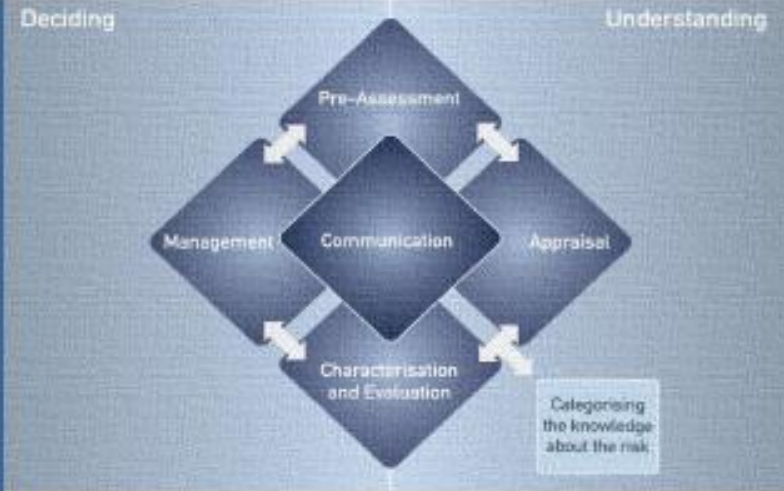 Deciding
Understanding
Pre-Assessment
Management
Communication
Appraisal
Characterisation
and Evaluation
Categorising
the knowledge
about the risk